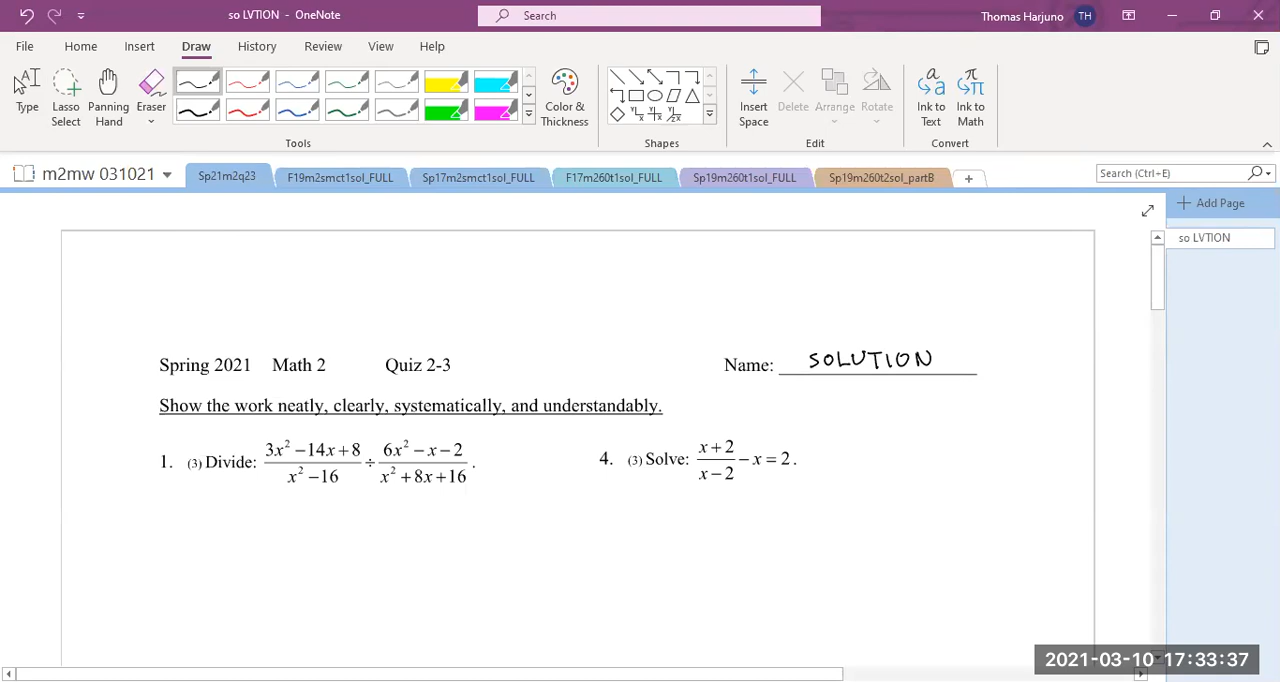 so LVTION - OneNote
Search
Thomas Harjuno TH
File Home Insert Draw History Review View Help
Type
Lasso Select
Panning Hand
Eraser
Color & Thickness
Insert Space
Delete
Arrange
Rotate
Ink to Text
Ink to Math
Tools Shapes Edit Convert
m2mw 031021
Sp21m2q23 F19m2smct1sol_FULL Sp17m2smct1sol_FULL F17m260t1sol_FULL Sp19m260t1sol_FULL Sp19m260t2sol_partB
Search (Ctrl+E)
Add Page
so LVTION
Spring 2021 Math 2 Quiz 2-3 Name: SOLUTION
Show the work neatly, clearly, systematically, and understandably.
1. (3) Divide: (3x² −14x+8)/(x² −16) ÷ (6x² −x−2)/(x² +8x+16).
4. (3) Solve: (x+2)/(x−2) −x=2.
2021-03-10 17:33:37